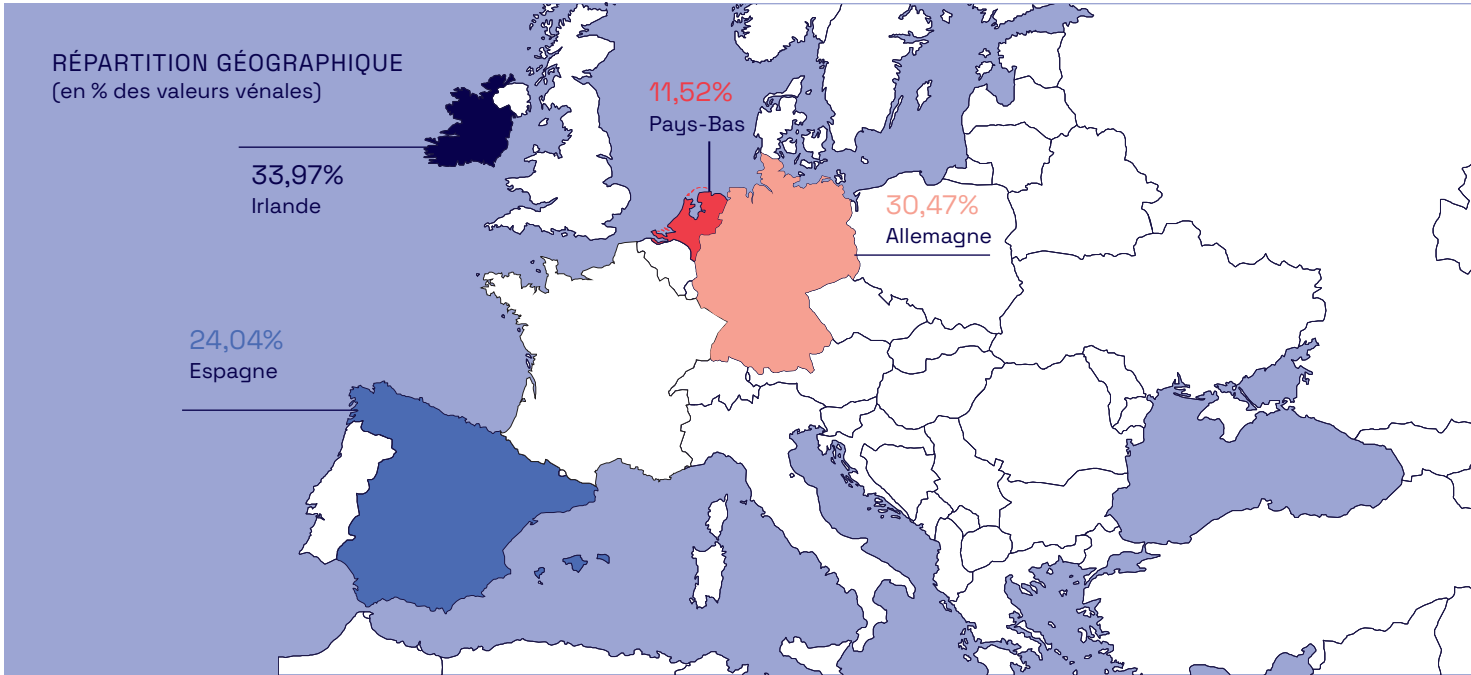 RÉPARTITION GÉOGRAPHIQUE
(en % des valeurs vénales)
11,52%
Pays-Bas
33,97%
Irlande
30,47%
Allemagne
24,04%
Espagne